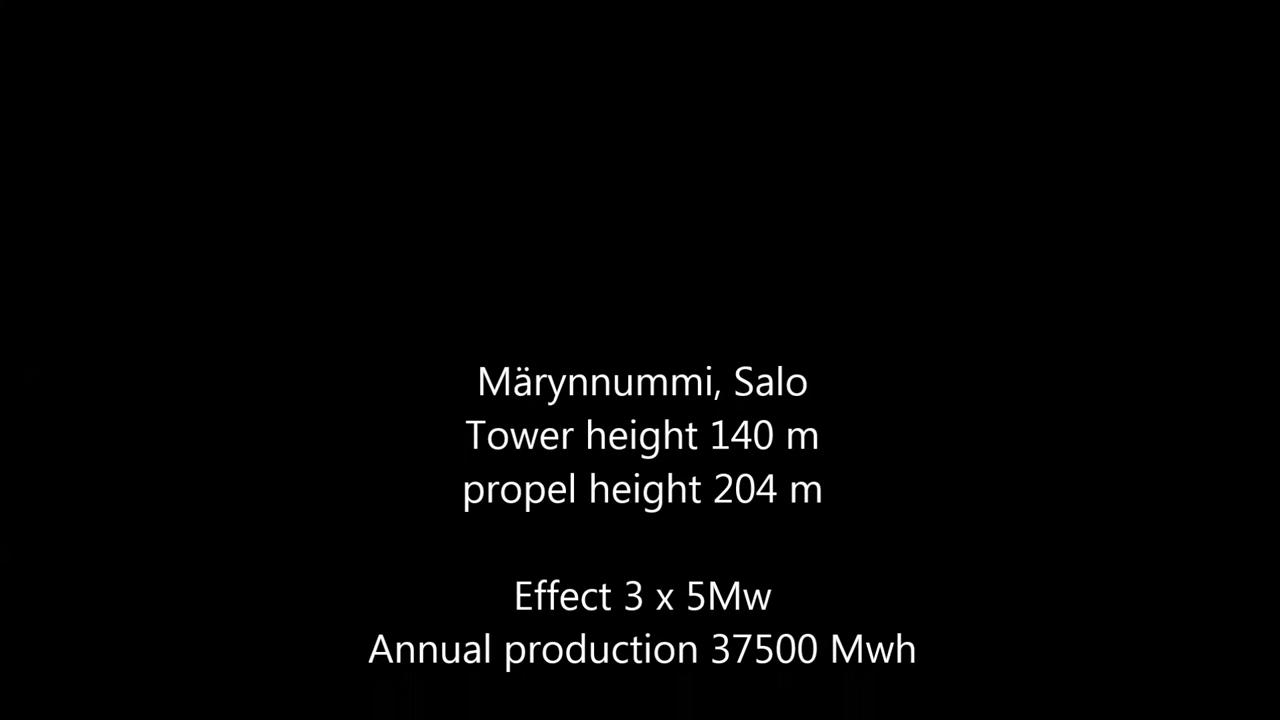 Märynnummi, Salo
Tower height 140 m
propel height 204 m
Effect 3 x 5Mw
Annual production 37500 Mwh